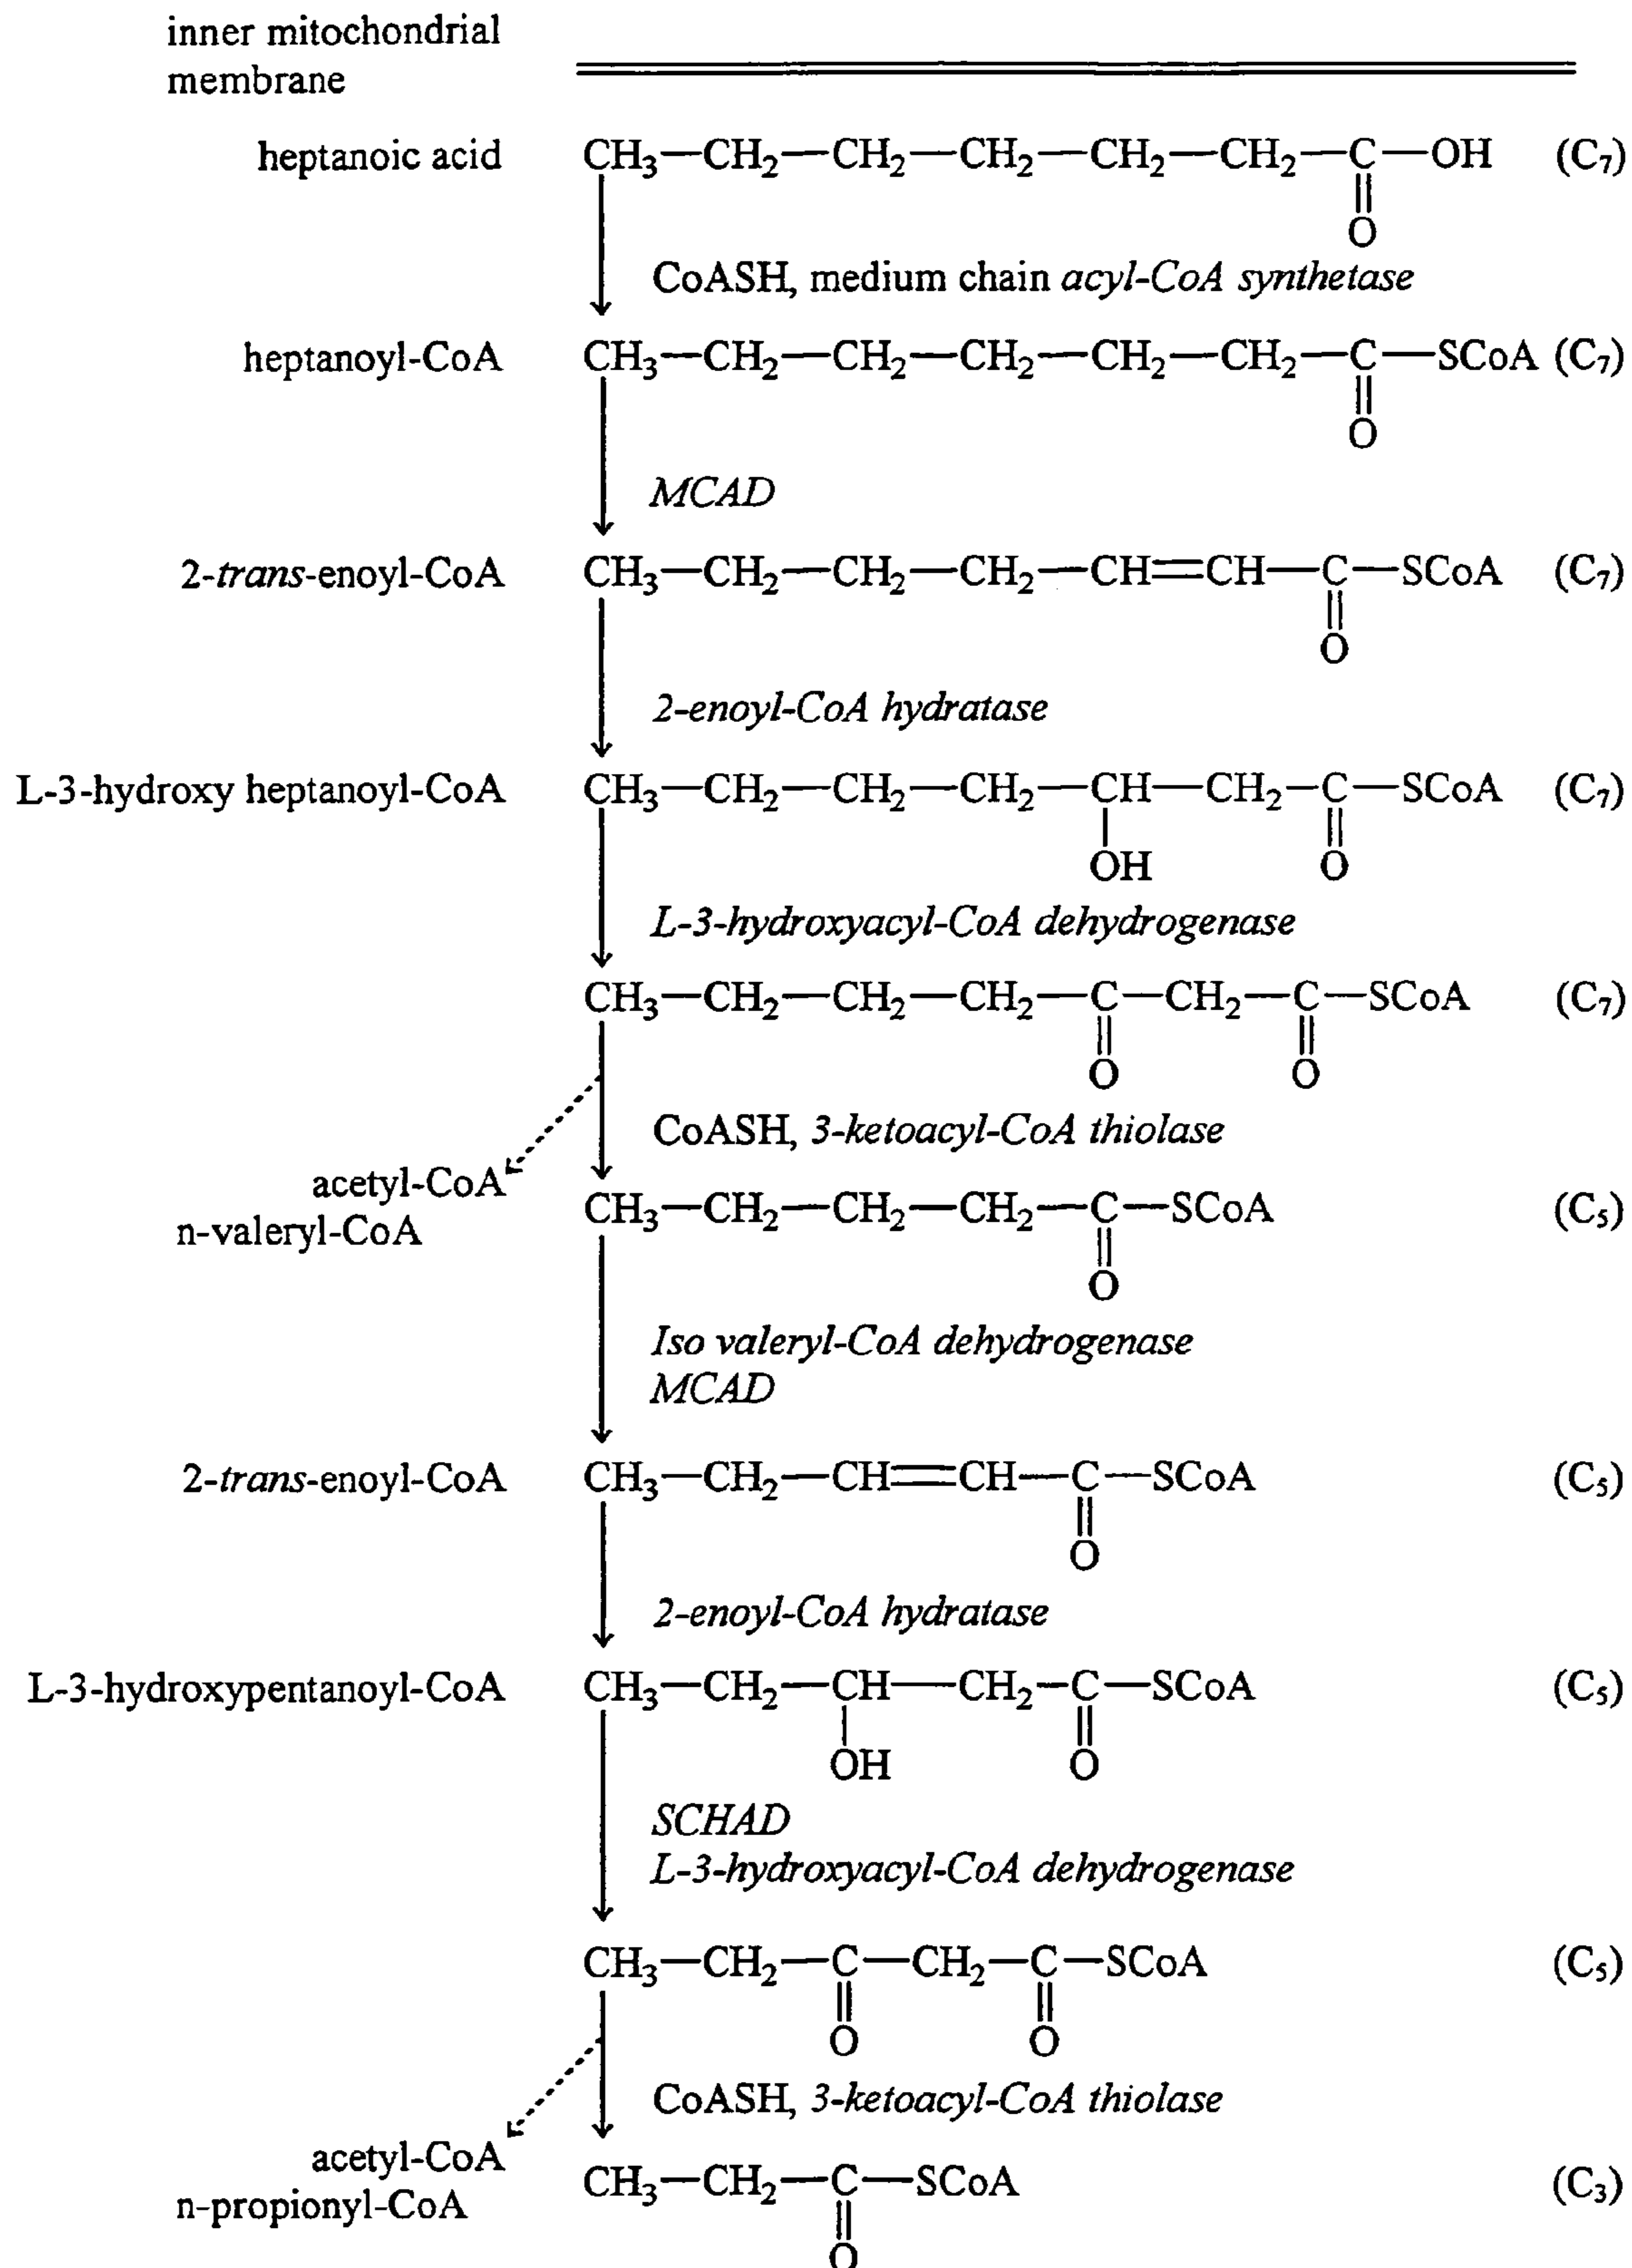 inner mitochondrial
membrane
heptanoic acid CH₃—CH₂—CH₂—CH₂—CH₂—CH₂—C—OH (C₇)
O
CoASH, medium chain acyl-CoA synthetase
heptanoyl-CoA CH₃—CH₂—CH₂—CH₂—CH₂—CH₂—C—SCoA (C₇)
O
MCAD
2-trans-enoyl-CoA CH₃—CH₂—CH₂—CH₂—CH=CH—C—SCoA (C₇)
O
2-enoyl-CoA hydratase
L-3-hydroxy heptanoyl-CoA CH₃—CH₂—CH₂—CH₂—CH—CH₂—C—SCoA (C₇)
OH O
L-3-hydroxyacyl-CoA dehydrogenase
CH₃—CH₂—CH₂—CH₂—C—CH₂—C—SCoA (C₇)
O O
CoASH, 3-ketoacyl-CoA thiolase
acetyl-CoA
n-valeryl-CoA CH₃—CH₂—CH₂—CH₂—C—SCoA (C₅)
O
Iso valeryl-CoA dehydrogenase
MCAD
2-trans-enoyl-CoA CH₃—CH₂—CH=CH—C—SCoA (C₅)
O
2-enoyl-CoA hydratase
L-3-hydroxypentanoyl-CoA CH₃—CH₂—CH—CH₂—C—SCoA (C₅)
OH O
SCHAD
L-3-hydroxyacyl-CoA dehydrogenase
CH₃—CH₂—C—CH₂—C—SCoA (C₅)
O O
CoASH, 3-ketoacyl-CoA thiolase
acetyl-CoA
n-propionyl-CoA CH₃—CH₂—C—SCoA (C₃)
O